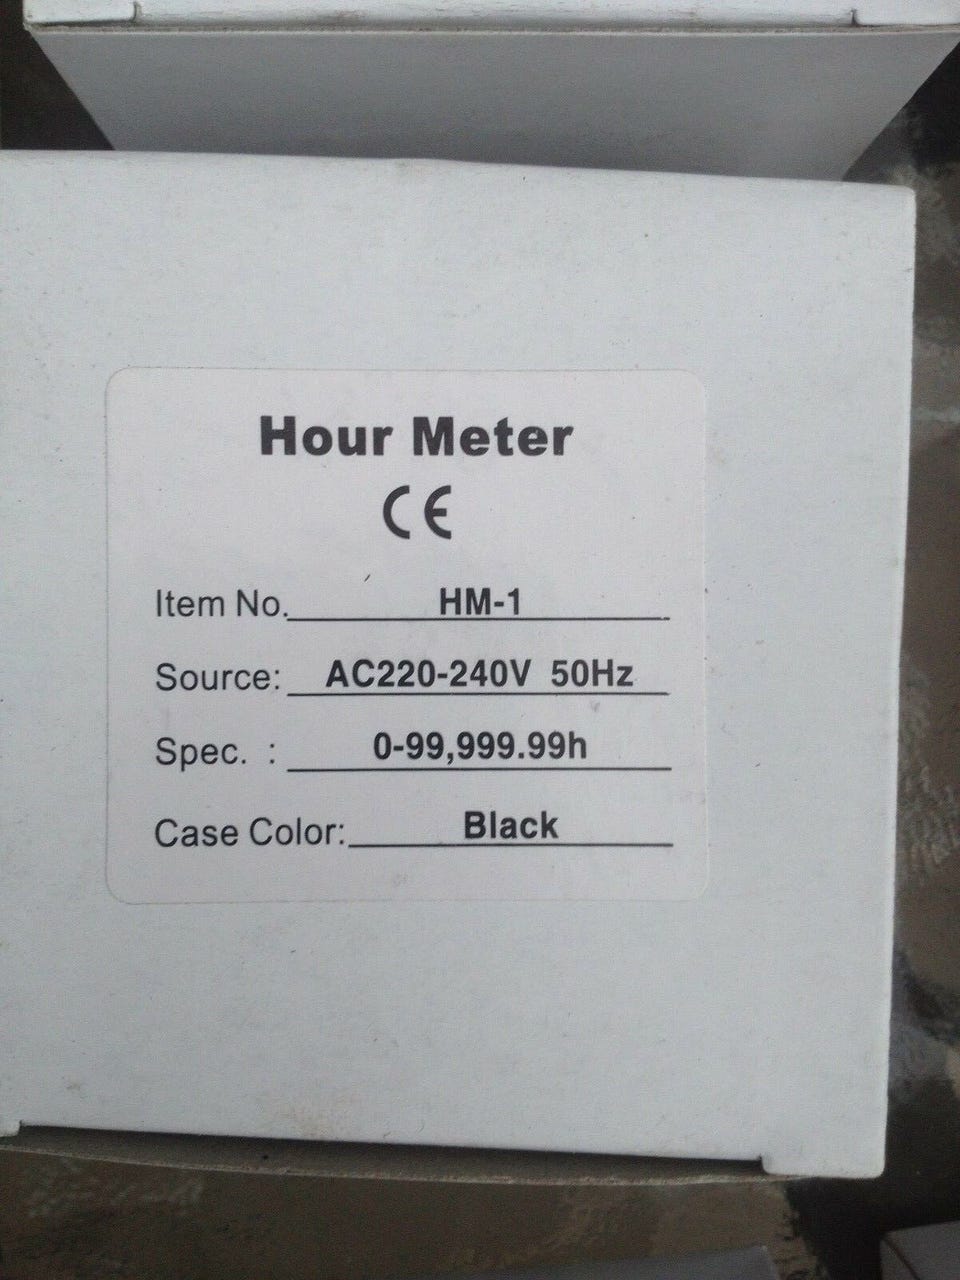 Hour Meter
CE
Item No. HM-1
Source: AC220-240V 50Hz
Spec. : 0-99,999.99h
Case Color: Black